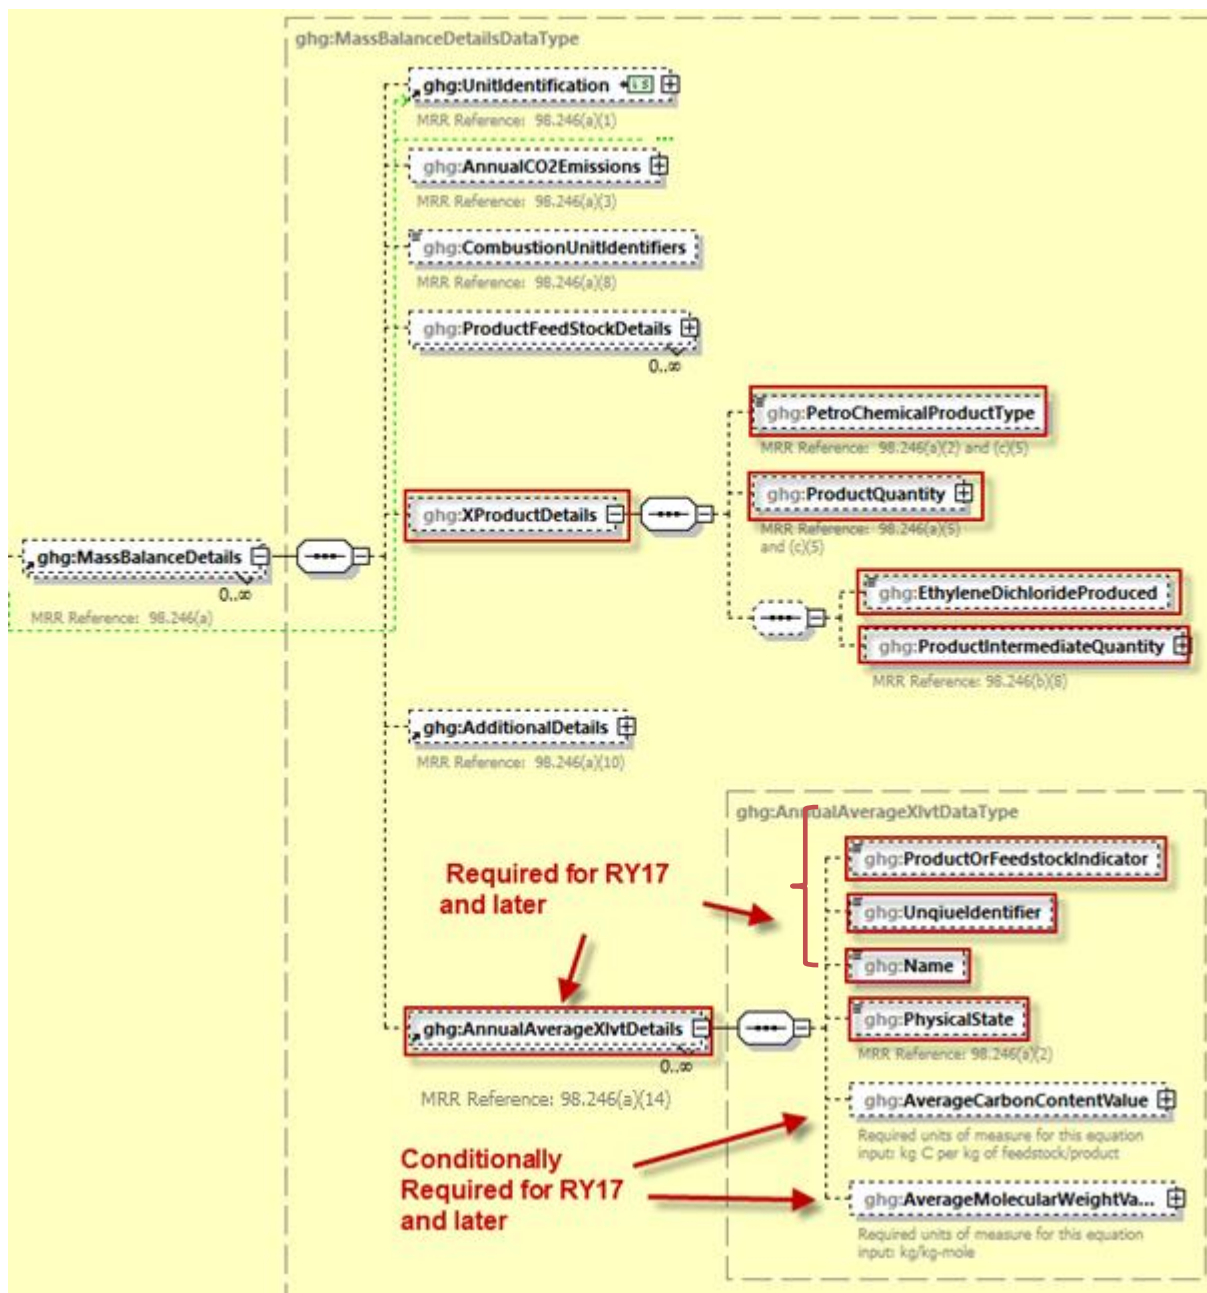 ghg:MassBalanceDetailsDataType
ghg:UnitIdentification
MRR Reference: 98.246(a)(1)
ghg:AnnualCO2Emissions
MRR Reference: 98.246(a)(3)
ghg:CombustionUnitIdentifiers
MRR Reference: 98.246(a)(8)
ghg:ProductFeedStockDetails
0..∞
ghg:PetroChemicalProductType
MRR Reference: 98.246(a)(2) and (c)(5)
ghg:XProductDetails
ghg:ProductQuantity
MRR Reference: 98.246(a)(5)
and (c)(5)
ghg:MassBalanceDetails
0..∞
MRR Reference: 98.246(a)
ghg:EthyleneDichlorideProduced
ghg:ProductIntermediateQuantity
MRR Reference: 98.246(b)(8)
ghg:AdditionalDetails
MRR Reference: 98.246(a)(10)
ghg:AnnualAverageXlvtDataType
Required for RY17
and later
ghg:ProductOrFeedstockIndicator
ghg:UnqiueIdentifier
ghg:Name
ghg:AnnualAverageXlvtDetails
0..∞
MRR Reference: 98.246(a)(14)
ghg:PhysicalState
MRR Reference: 98.246(a)(2)
Conditionally
Required for RY17
and later
ghg:AverageCarbonContentValue
Required units of measure for this equation
input: kg C per kg of feedstock/product
ghg:AverageMolecularWeightVa...
Required units of measure for this equation
input: kg/kg-mole